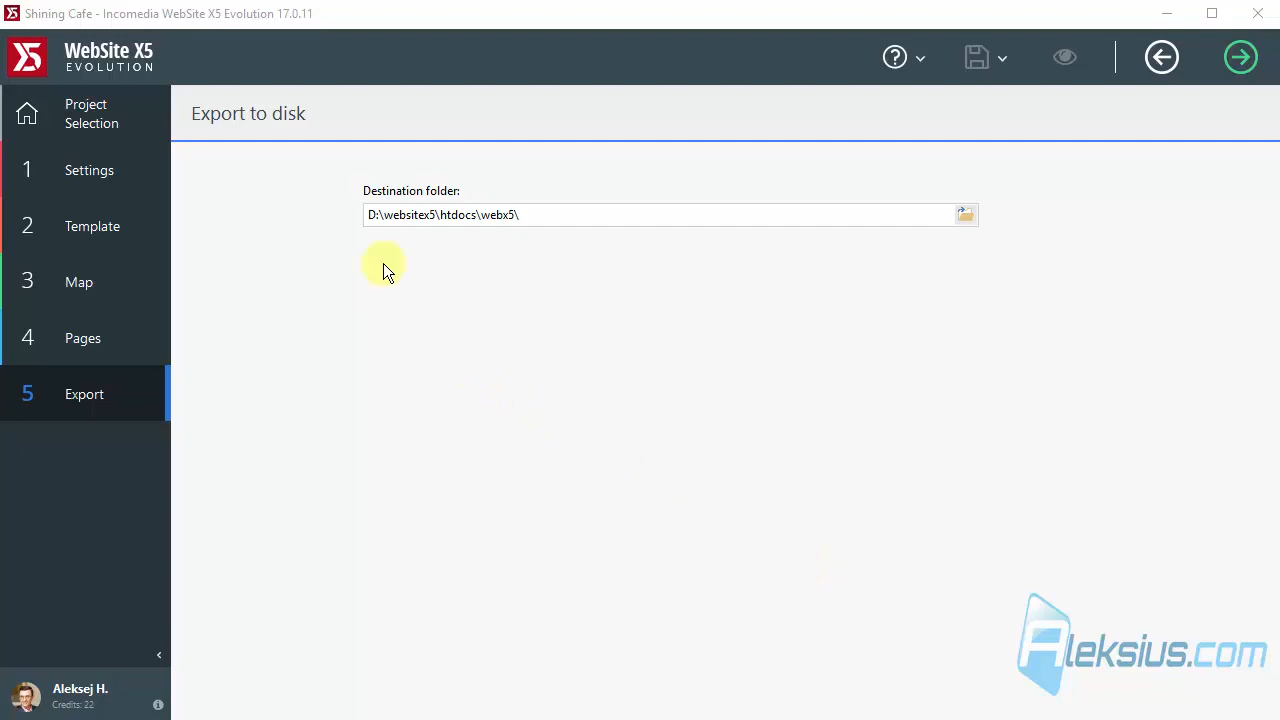 Shining Cafe - Incomedia WebSite X5 Evolution 17.0.11
X5
WebSite X5
EVOLUTION
?
Project
Selection
1 Settings
2 Template
3 Map
4 Pages
5 Export
Export to disk
Destination folder:
D:\websitex5\htdocs\webx5\
Aleksej H.
Credits: 22
Aleksius.com